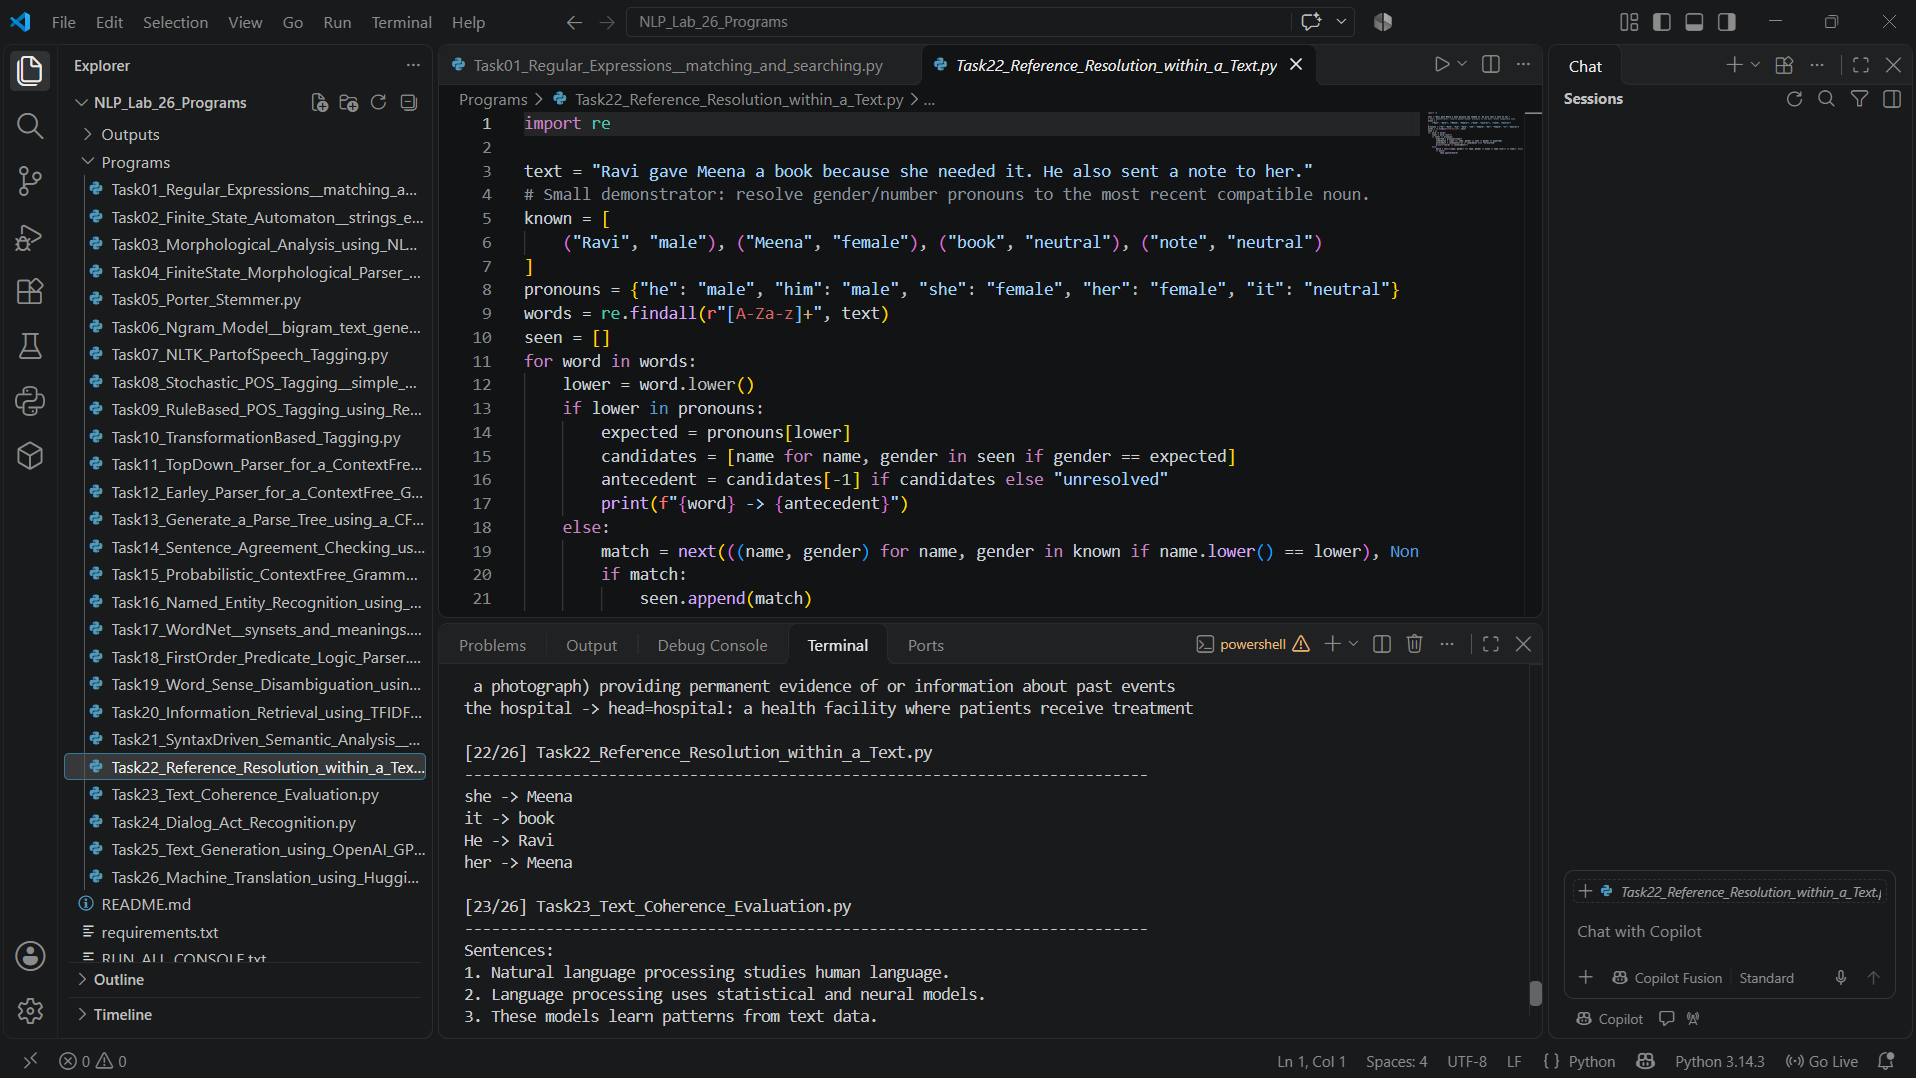 File Edit Selection View Go Run Terminal Help
NLP_Lab_26_Programs
Explorer
NLP_Lab_26_Programs
Outputs
Programs
Task01_Regular_Expressions__matching_a...
Task02_Finite_State_Automaton__strings_e...
Task03_Morphological_Analysis_using_NL...
Task04_FiniteState_Morphological_Parser_...
Task05_Porter_Stemmer.py
Task06_Ngram_Model__bigram_text_gene...
Task07_NLTK_PartofSpeech_Tagging.py
Task08_Stochastic_POS_Tagging__simple_...
Task09_RuleBased_POS_Tagging_using_Re...
Task10_TransformationBased_Tagging.py
Task11_TopDown_Parser_for_a_ContextFre...
Task12_Earley_Parser_for_a_ContextFree_G...
Task13_Generate_a_Parse_Tree_using_a_CF...
Task14_Sentence_Agreement_Checking_us...
Task15_Probabilistic_ContextFree_Gramm...
Task16_Named_Entity_Recognition_using_...
Task17_WordNet__synsets_and_meanings....
Task18_FirstOrder_Predicate_Logic_Parser....
Task19_Word_Sense_Disambiguation_usin...
Task20_Information_Retrieval_using_TFIDF...
Task21_SyntaxDriven_Semantic_Analysis__...
Task22_Reference_Resolution_within_a_Tex...
Task23_Text_Coherence_Evaluation.py
Task24_Dialog_Act_Recognition.py
Task25_Text_Generation_using_OpenAI_GP...
Task26_Machine_Translation_using_Huggi...
README.md
requirements.txt
RUN_ALL_CONSOLE.txt
Outline
Timeline
Task01_Regular_Expressions__matching_and_searching.py
Task22_Reference_Resolution_within_a_Text.py
Programs > Task22_Reference_Resolution_within_a_Text.py > ...
1 import re
2
3 text = "Ravi gave Meena a book because she needed it. He also sent a note to her."
4 # Small demonstrator: resolve gender/number pronouns to the most recent compatible noun.
5 known = [
6 ("Ravi", "male"), ("Meena", "female"), ("book", "neutral"), ("note", "neutral")
7 ]
8 pronouns = {"he": "male", "him": "male", "she": "female", "her": "female", "it": "neutral"}
9 words = re.findall(r"[A-Za-z]+", text)
10 seen = []
11 for word in words:
12 lower = word.lower()
13 if lower in pronouns:
14 expected = pronouns[lower]
15 candidates = [name for name, gender in seen if gender == expected]
16 antecedent = candidates[-1] if candidates else "unresolved"
17 print(f"{word} -> {antecedent}")
18 else:
19 match = next(((name, gender) for name, gender in known if name.lower() == lower), Non
20 if match:
21 seen.append(match)
Problems Output Debug Console Terminal Ports
powershell
a photograph) providing permanent evidence of or information about past events
the hospital -> head=hospital: a health facility where patients receive treatment
[22/26] Task22_Reference_Resolution_within_a_Text.py
----------------------------------------------------------------------------
she -> Meena
it -> book
He -> Ravi
her -> Meena
[23/26] Task23_Text_Coherence_Evaluation.py
----------------------------------------------------------------------------
Sentences:
1. Natural language processing studies human language.
2. Language processing uses statistical and neural models.
3. These models learn patterns from text data.
Chat
Sessions
Task22_Reference_Resolution_within_a_Text.
Chat with Copilot
Copilot Fusion Standard
Copilot
0 0
Ln 1, Col 1 Spaces: 4 UTF-8 LF { } Python Python 3.14.3 Go Live